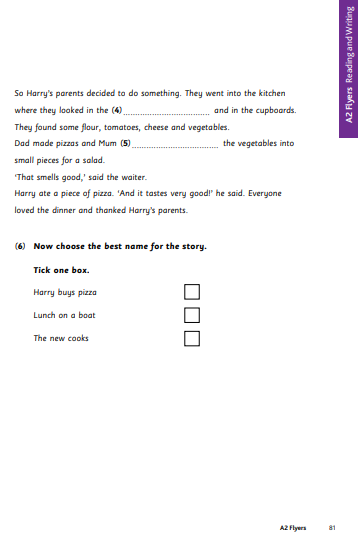 A2 Flyers Reading and Writing
So Harry's parents decided to do something. They went into the kitchen
where they looked in the (4) ................................... and in the cupboards.
They found some flour, tomatoes, cheese and vegetables.
Dad made pizzas and Mum (5) ................................... the vegetables into
small pieces for a salad.
'That smells good,' said the waiter.
Harry ate a piece of pizza. 'And it tastes very good!' he said. Everyone
loved the dinner and thanked Harry's parents.
(6) Now choose the best name for the story.
Tick one box.
Harry buys pizza
Lunch on a boat
The new cooks
A2 Flyers 81